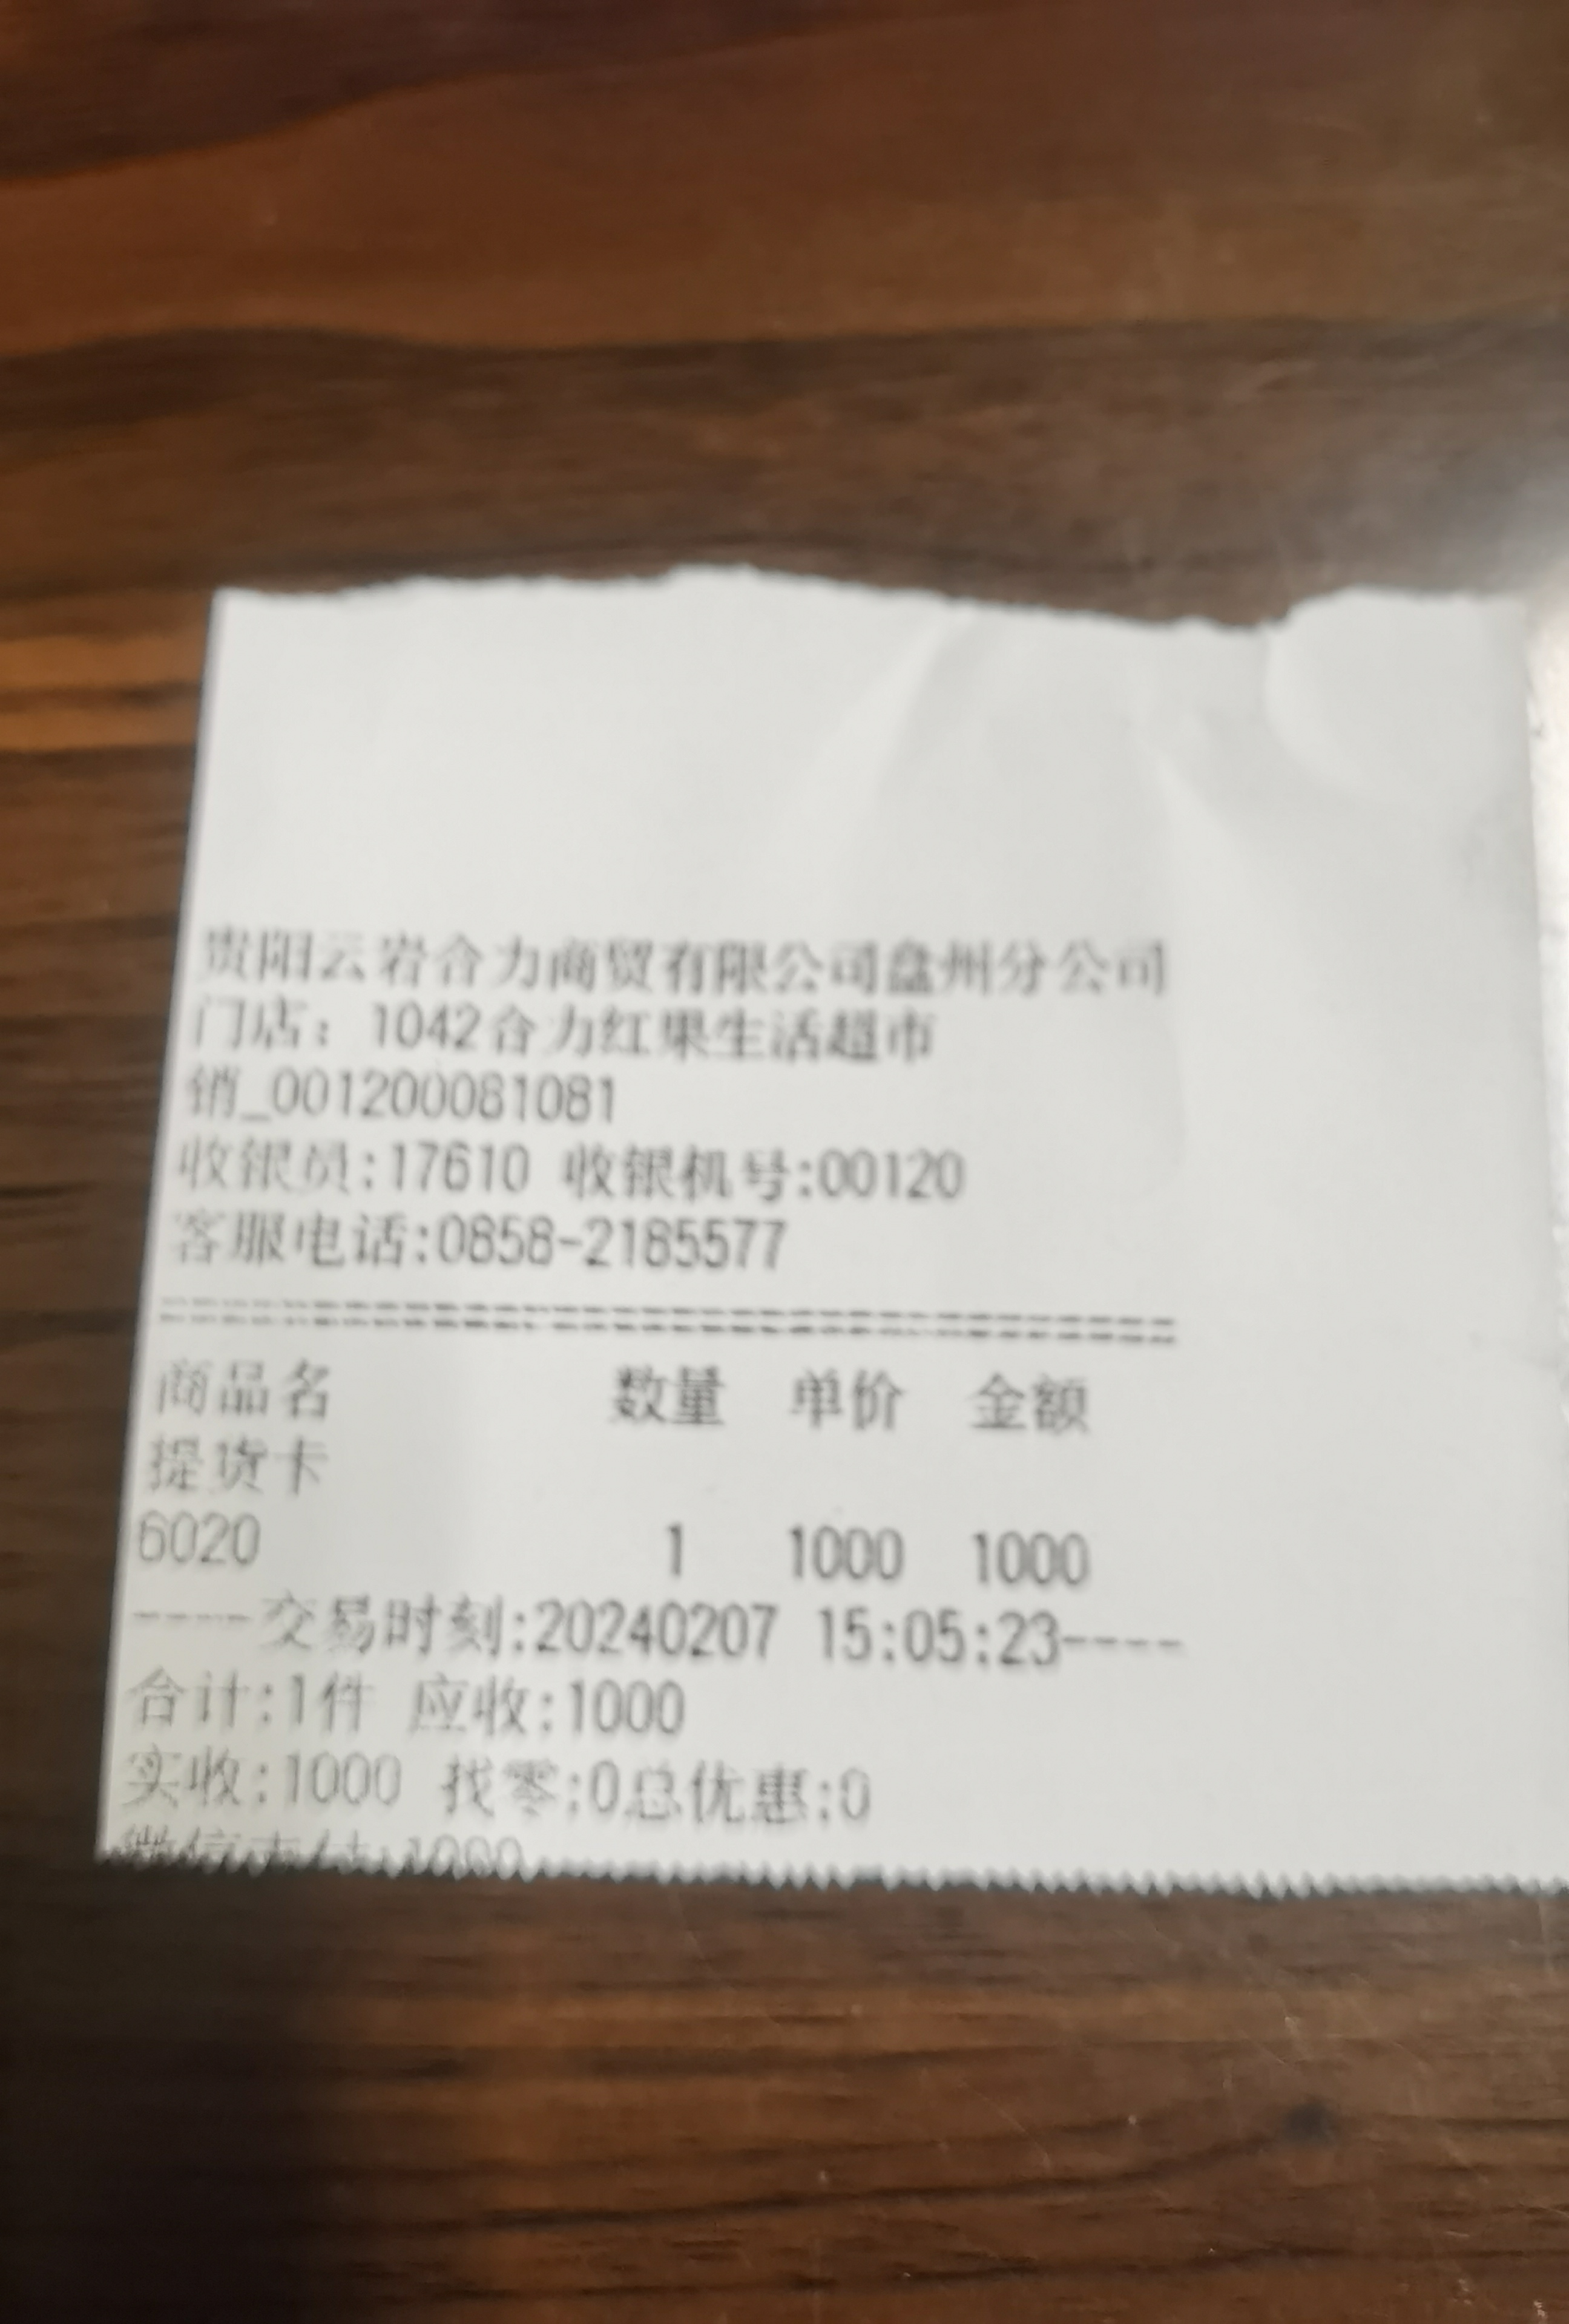 贵阳云岩合力商贸有限公司盘州分公司
门店：1042合力红果生活超市
销_001200081081
收银员:17610 收银机号:00120
客服电话:0858-2185577
==================================
商品名 数量 单价 金额
提货卡
6020 1 1000 1000
----交易时刻:20240207 15:05:23----
合计:1件 应收:1000
实收:1000 找零:0总优惠:0
微信支付:1000